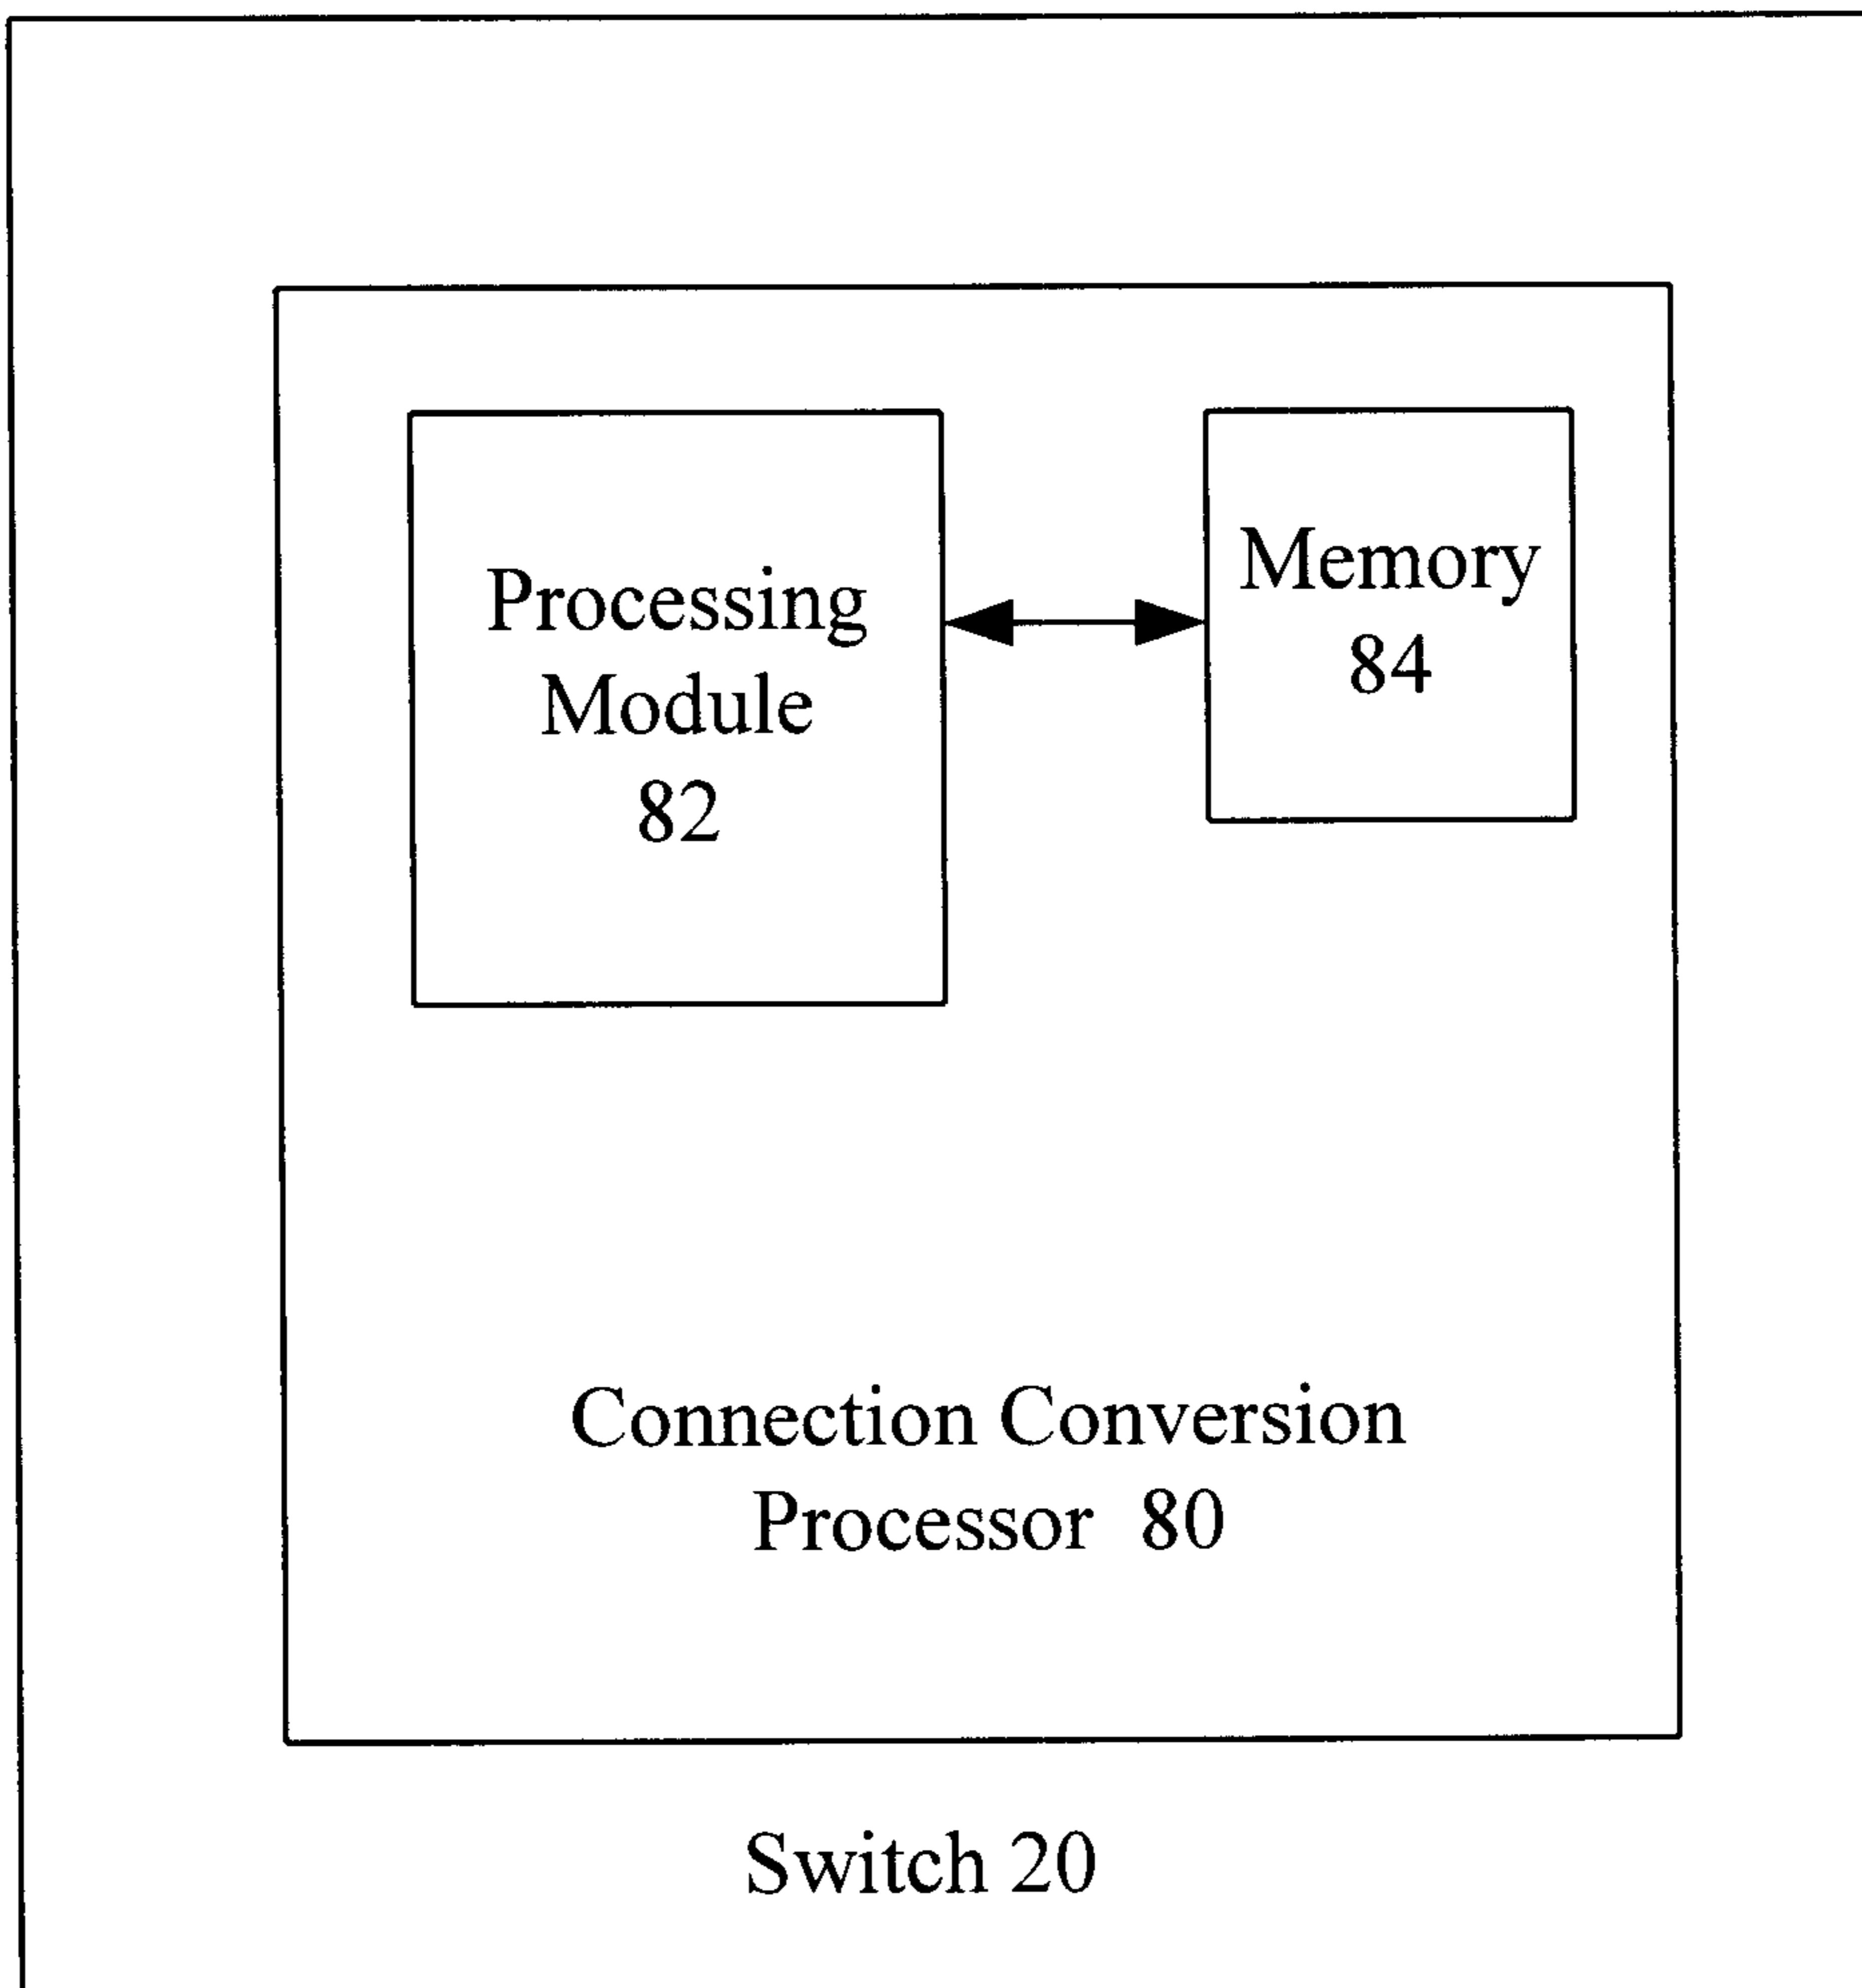 Processing
Module
82
Memory
84
Connection Conversion
Processor 80
Switch 20